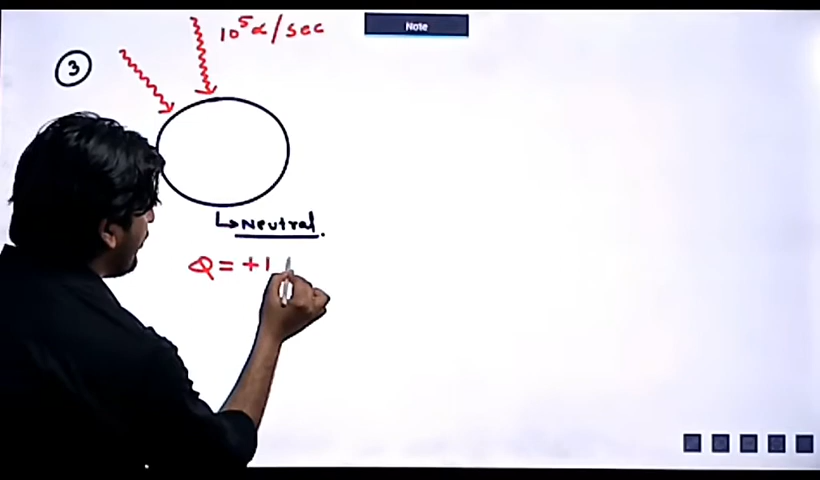 Note
10⁵α/sec
3
↳Neutral.
Q = +1